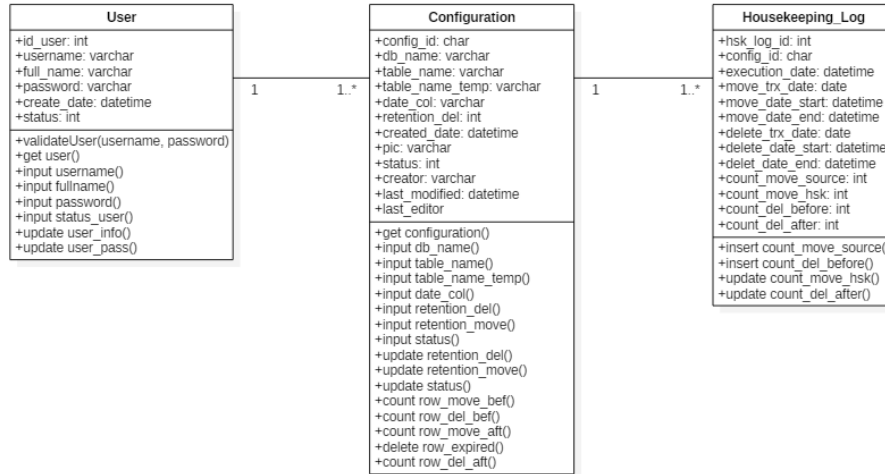 User
+id_user: int
+username: varchar
+full_name: varchar
+password: varchar
+create_date: datetime
+status: int
+validateUser(username, password)
+get user()
+input username()
+input fullname()
+input password()
+input status_user()
+update user_info()
+update user_pass()
1
1..*
Configuration
+config_id: char
+db_name: varchar
+table_name: varchar
+table_name_temp: varchar
+date_col: varchar
+retention_del: int
+created_date: datetime
+pic: varchar
+status: int
+creator: varchar
+last_modified: datetime
+last_editor
+get configuration()
+input db_name()
+input table_name()
+input table_name_temp()
+input date_col()
+input retention_del()
+input retention_move()
+input status()
+update retention_del()
+update retention_move()
+update status()
+count row_move_bef()
+count row_del_bef()
+count row_move_aft()
+delete row_expired()
+count row_del_aft()
1
1..*
Housekeeping_Log
+hsk_log_id: int
+config_id: char
+execution_date: datetime
+move_trx_date: date
+move_date_start: datetime
+move_date_end: datetime
+delete_trx_date: date
+delete_date_start: datetime
+delet_date_end: datetime
+count_move_source: int
+count_move_hsk: int
+count_del_before: int
+count_del_after: int
+insert count_move_source()
+insert count_del_before()
+update count_move_hsk()
+update count_del_after()